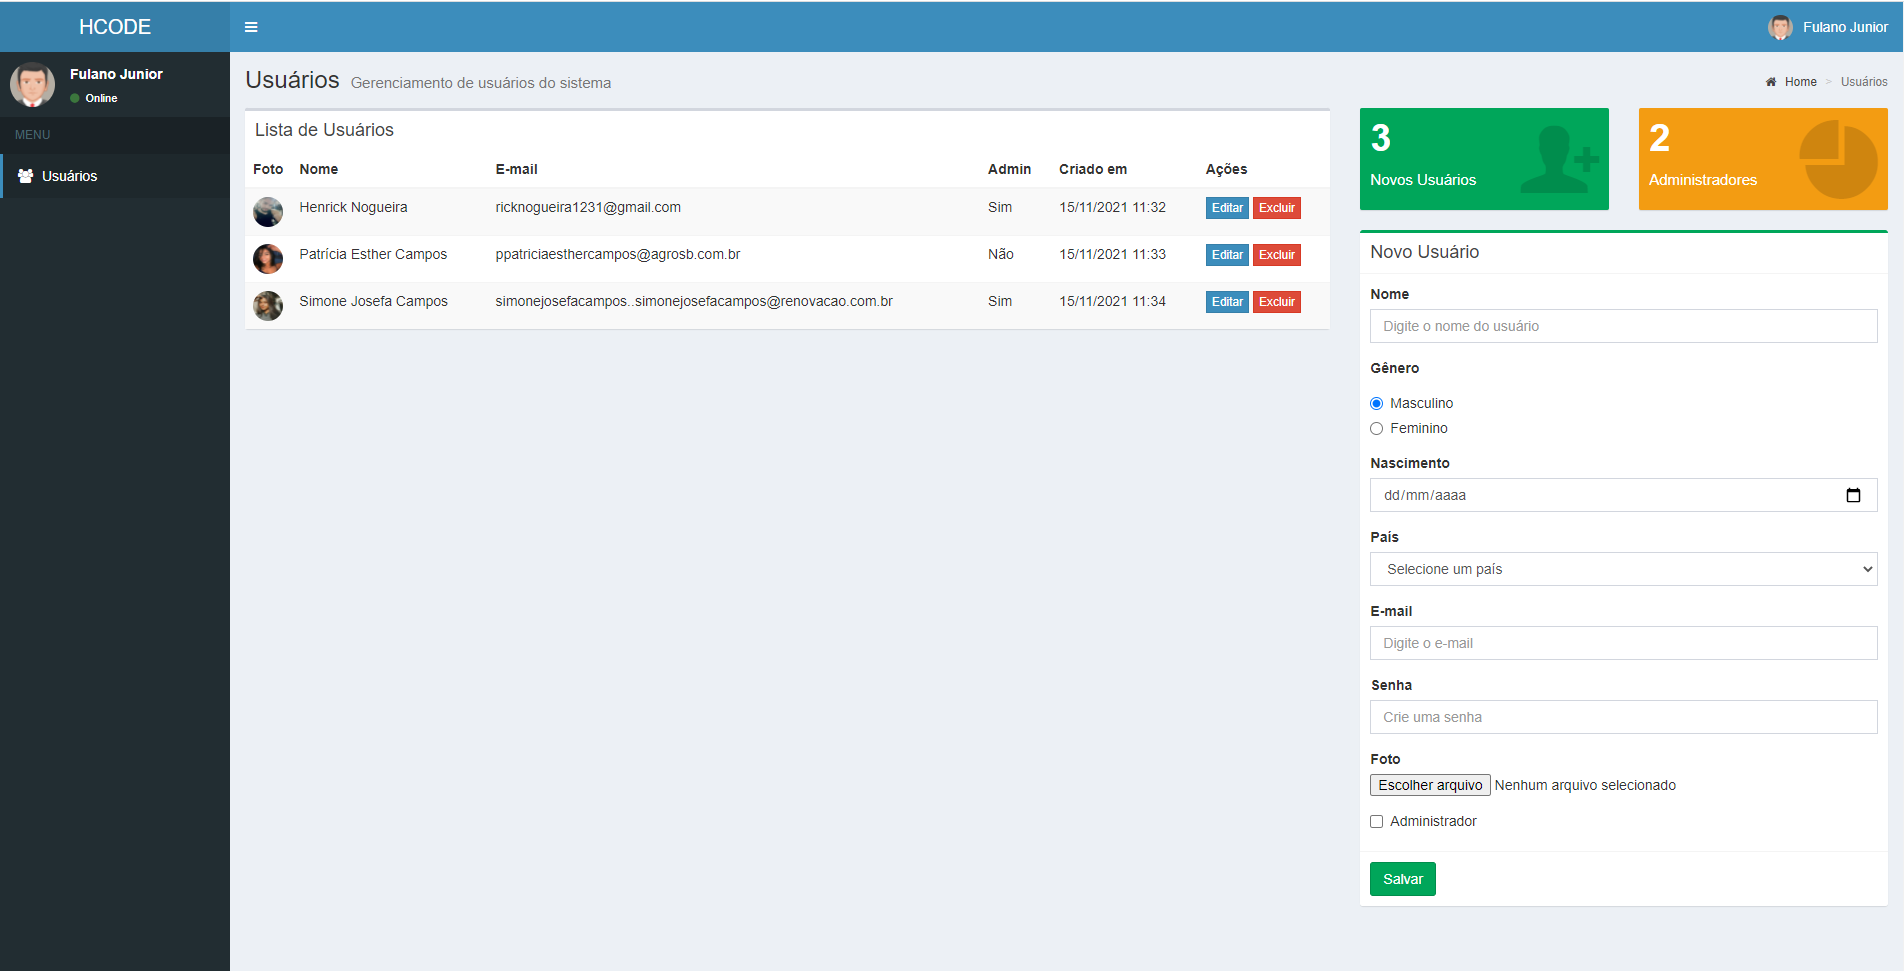 HCODE
Fulano Junior
Fulano Junior
Online
MENU
Usuários
Usuários Gerenciamento de usuários do sistema
Home > Usuários
Lista de Usuários
Foto Nome E-mail Admin Criado em Ações
Henrick Nogueira ricknogueira1231@gmail.com Sim 15/11/2021 11:32 Editar Excluir
Patrícia Esther Campos ppatriciaesthercampos@agrosb.com.br Não 15/11/2021 11:33 Editar Excluir
Simone Josefa Campos simonejosefacampos..simonejosefacampos@renovacao.com.br Sim 15/11/2021 11:34 Editar Excluir
3
Novos Usuários
2
Administradores
Novo Usuário
Nome
Digite o nome do usuário
Gênero
Masculino
Feminino
Nascimento
dd/mm/aaaa
País
Selecione um país
E-mail
Digite o e-mail
Senha
Crie uma senha
Foto
Escolher arquivo Nenhum arquivo selecionado
Administrador
Salvar